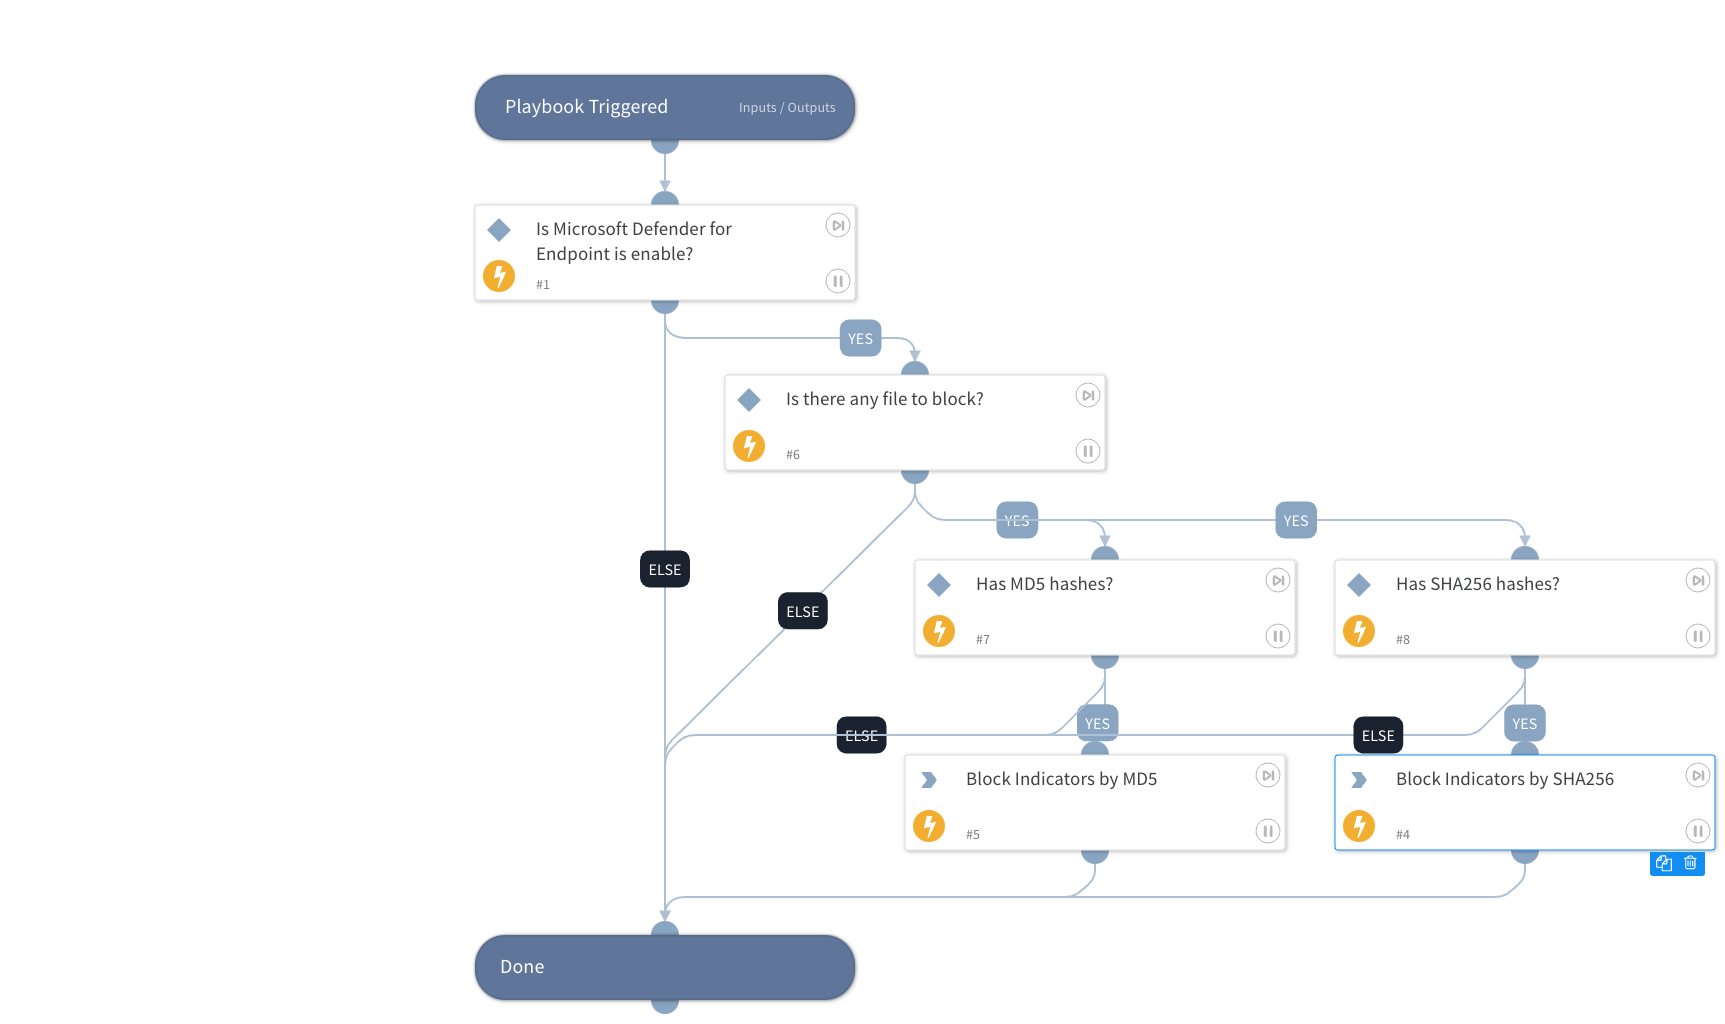 Playbook Triggered
Inputs / Outputs
Is Microsoft Defender for
Endpoint is enable?
#1
YES
Is there any file to block?
#6
YES
YES
ELSE
ELSE
Has MD5 hashes?
#7
Has SHA256 hashes?
#8
YES
YES
ELSE
ELSE
Block Indicators by MD5
#5
Block Indicators by SHA256
#4
Done